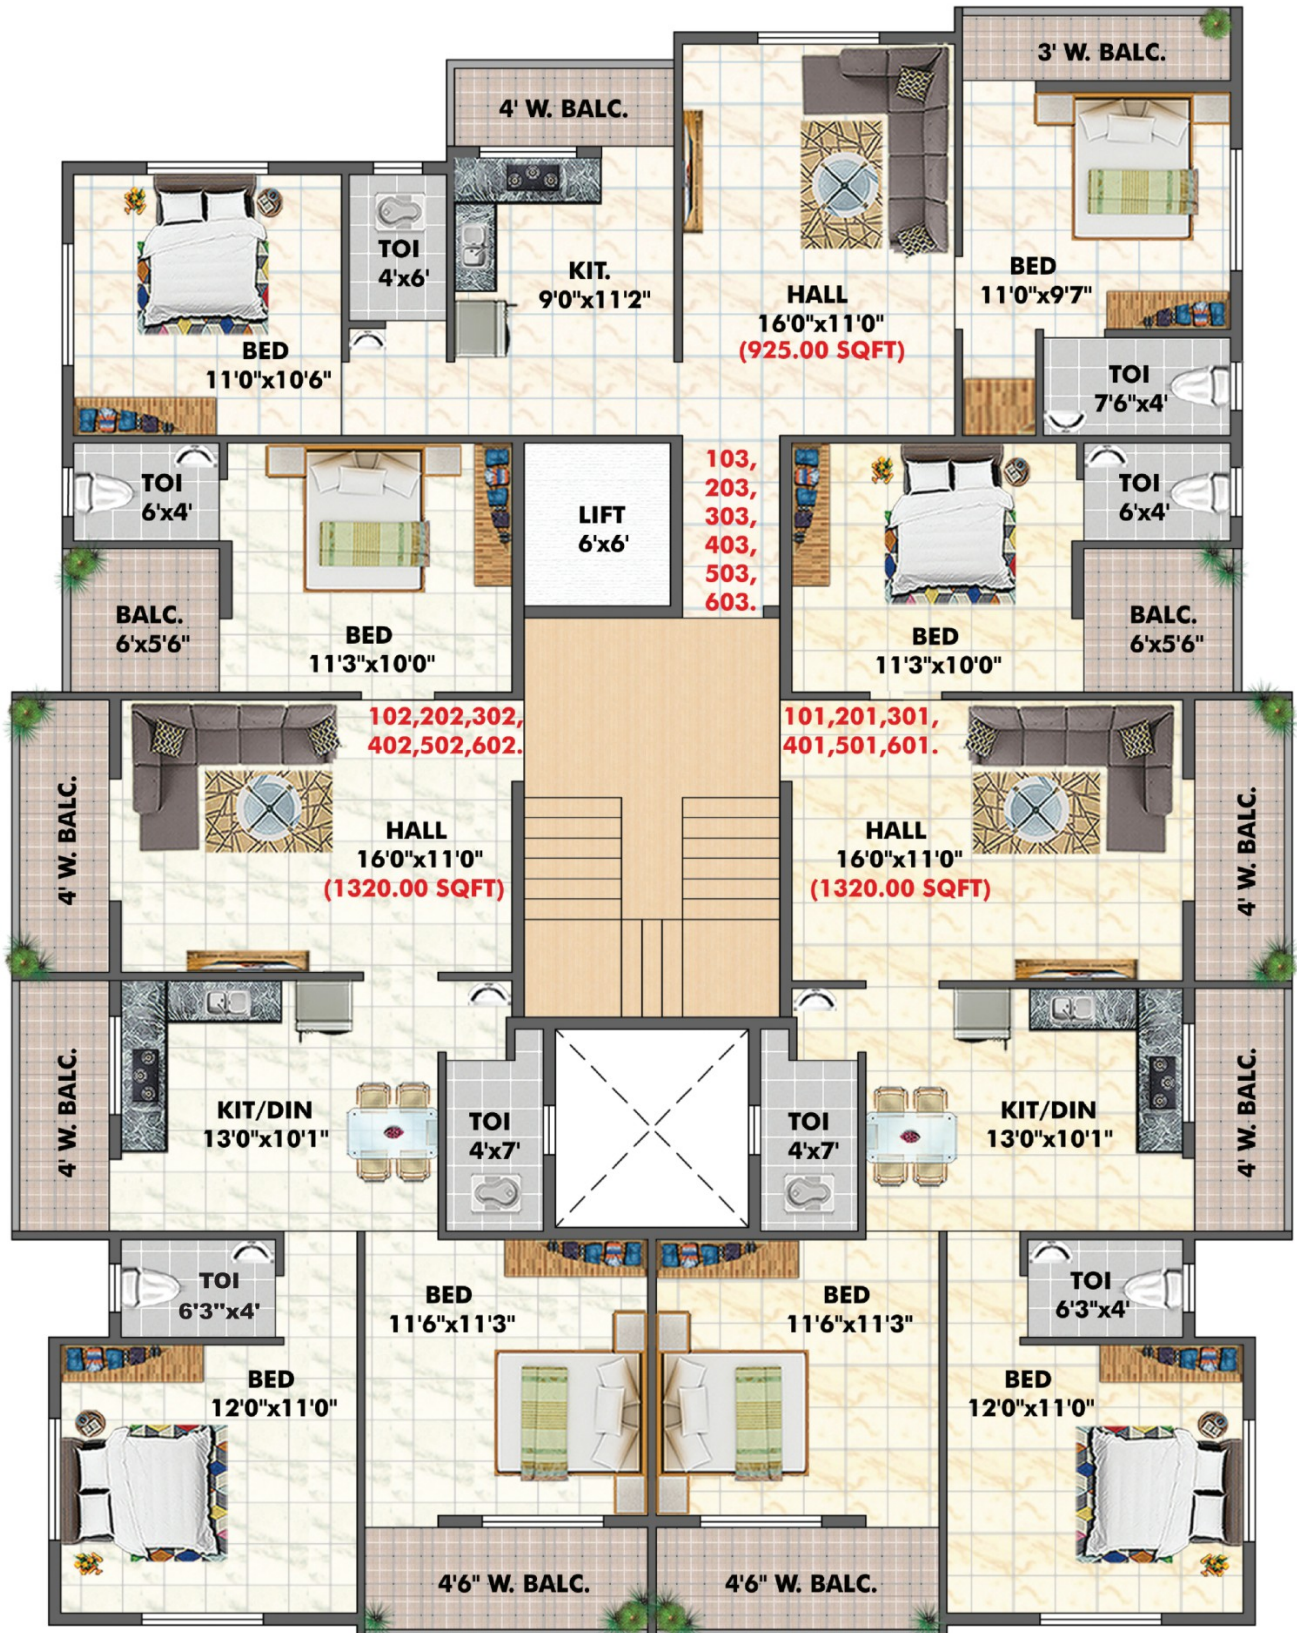 3' W. BALC.
4' W. BALC.
TOI
4'x6'
KIT.
9'0"x11'2"
BED
11'0"x9'7"
HALL
16'0"x11'0"
(925.00 SQFT)
BED
11'0"x10'6"
TOI
7'6"x4'
TOI
6'x4'
LIFT
6'x6'
103,
203,
303,
403,
503,
603.
TOI
6'x4'
BALC.
6'x5'6"
BED
11'3"x10'0"
BED
11'3"x10'0"
BALC.
6'x5'6"
102,202,302,
402,502,602.
101,201,301,
401,501,601.
4' W. BALC.
HALL
16'0"x11'0"
(1320.00 SQFT)
HALL
16'0"x11'0"
(1320.00 SQFT)
4' W. BALC.
4' W. BALC.
KIT/DIN
13'0"x10'1"
TOI
4'x7'
TOI
4'x7'
KIT/DIN
13'0"x10'1"
4' W. BALC.
TOI
6'3"x4'
BED
11'6"x11'3"
BED
11'6"x11'3"
TOI
6'3"x4'
BED
12'0"x11'0"
BED
12'0"x11'0"
4'6" W. BALC.
4'6" W. BALC.